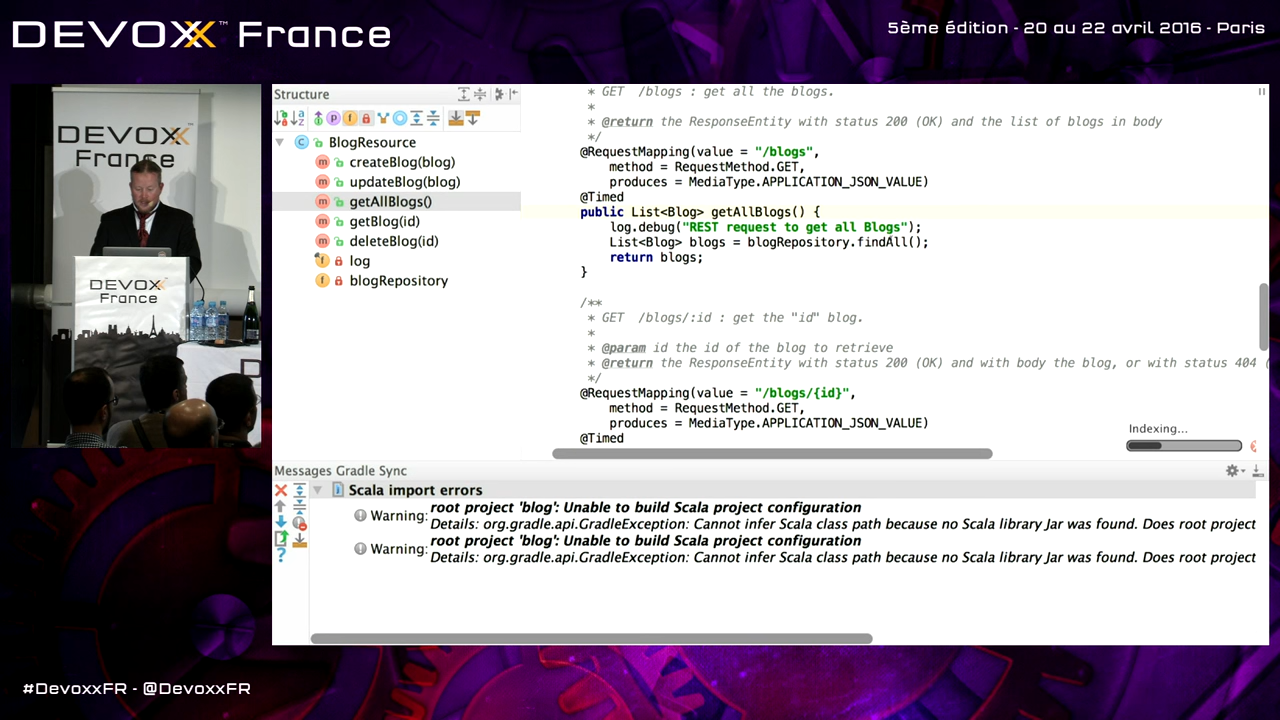 DEVOXX™ France
5ème édition - 20 au 22 avril 2016 - Paris
DEVOXX™
France
DEVOXX
France
Structure
BlogResource
createBlog(blog)
updateBlog(blog)
getAllBlogs()
getBlog(id)
deleteBlog(id)
log
blogRepository
* GET /blogs : get all the blogs.
*
* @return the ResponseEntity with status 200 (OK) and the list of blogs in body
*/
@RequestMapping(value = "/blogs",
method = RequestMethod.GET,
produces = MediaType.APPLICATION_JSON_VALUE)
@Timed
public List<Blog> getAllBlogs() {
log.debug("REST request to get all Blogs");
List<Blog> blogs = blogRepository.findAll();
return blogs;
}
/**
* GET /blogs/:id : get the "id" blog.
*
* @param id the id of the blog to retrieve
* @return the ResponseEntity with status 200 (OK) and with body the blog, or with status 404 (
*/
@RequestMapping(value = "/blogs/{id}",
method = RequestMethod.GET,
produces = MediaType.APPLICATION_JSON_VALUE)
@Timed
Indexing...
Messages Gradle Sync
Scala import errors
Warning: root project 'blog': Unable to build Scala project configuration
Details: org.gradle.api.GradleException: Cannot infer Scala class path because no Scala library Jar was found. Does root project
Warning: root project 'blog': Unable to build Scala project configuration
Details: org.gradle.api.GradleException: Cannot infer Scala class path because no Scala library Jar was found. Does root project
#DevoxxFR - @DevoxxFR